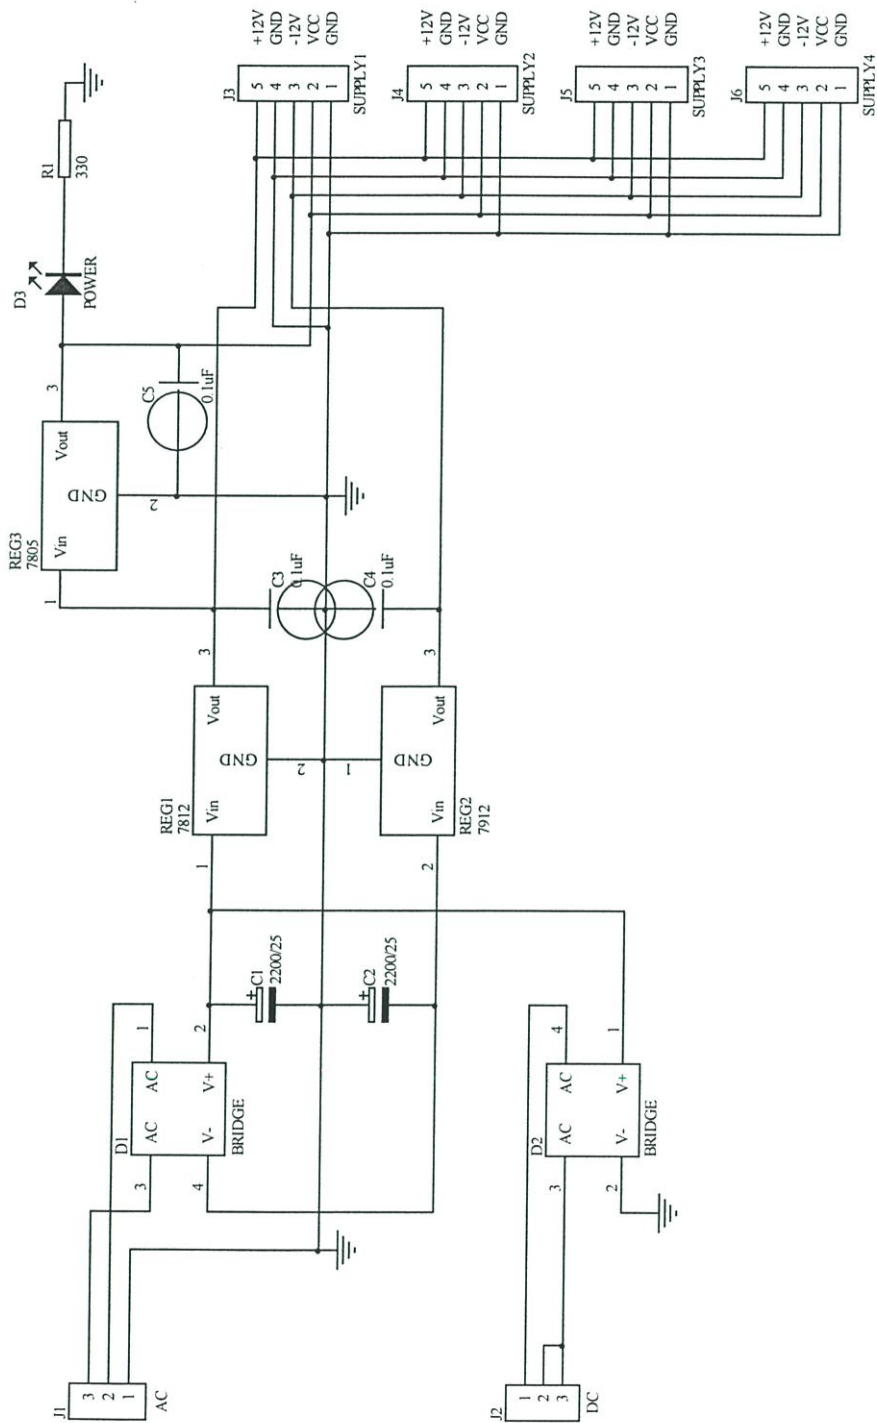 J1
3
2
1
AC
D1
AC
AC
V-
V+
BRIDGE
3
1
4
2
C1
2200/25
C2
2200/25
REG1
7812
Vin
GND
Vout
1
2
3
REG2
7912
Vin
GND
Vout
2
1
3
REG3
7805
Vin
GND
Vout
1
2
3
C3
0.1uF
C4
0.1uF
C5
0.1uF
D3
POWER
R1
330
J3
5
4
3
2
1
SUPPLY1
+12V
GND
-12V
VCC
GND
J4
5
4
3
2
1
SUPPLY2
+12V
GND
-12V
VCC
GND
J5
5
4
3
2
1
SUPPLY3
+12V
GND
-12V
VCC
GND
J6
5
4
3
2
1
SUPPLY4
+12V
GND
-12V
VCC
GND
J2
1
2
3
DC
D2
AC
AC
V-
V+
BRIDGE
3
4
2
1